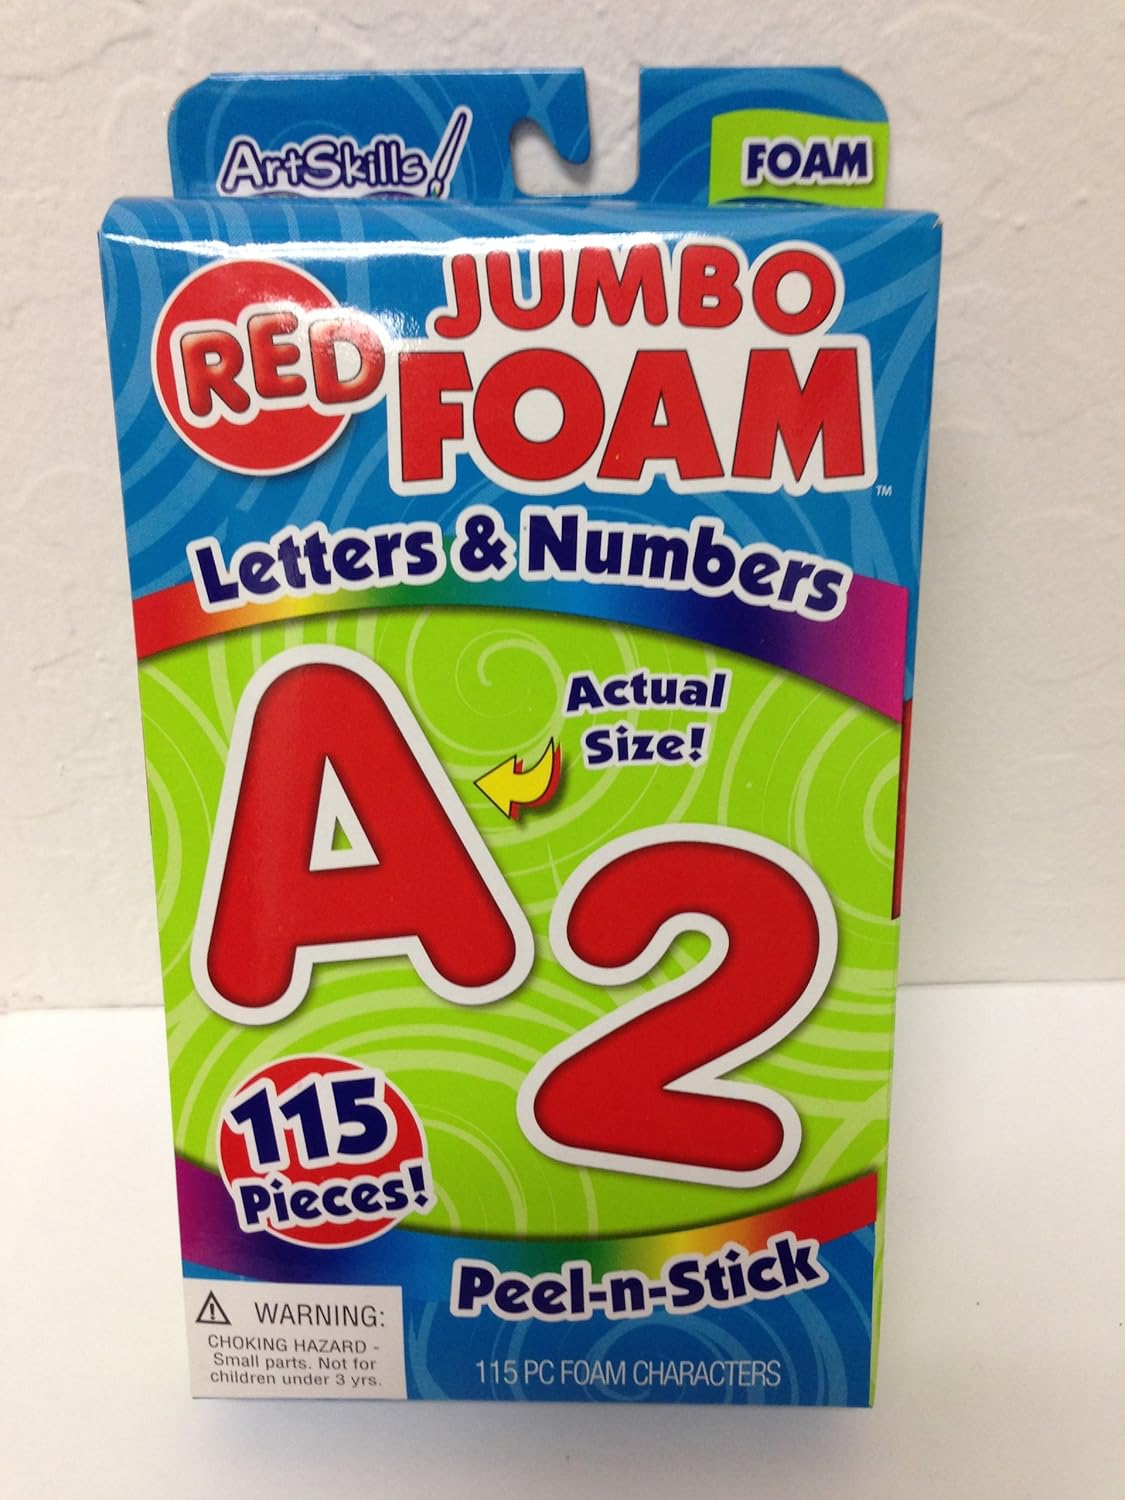 ArtSkills
FOAM
RED
JUMBO
FOAM™
Letters & Numbers
Actual
Size!
A
2
115
Pieces!
Peel-n-Stick
WARNING:
CHOKING HAZARD -
Small parts. Not for
children under 3 yrs.
115 PC FOAM CHARACTERS